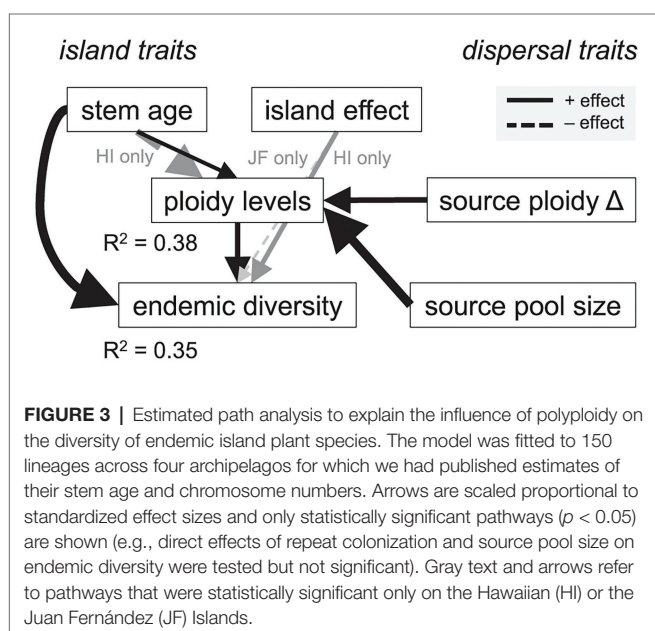 island traits
dispersal traits
stem age
island effect
+ effect
– effect
HI only
JF only
HI only
ploidy levels
source ploidy Δ
R² = 0.38
endemic diversity
source pool size
R² = 0.35
FIGURE 3 | Estimated path analysis to explain the influence of polyploidy on
the diversity of endemic island plant species. The model was fitted to 150
lineages across four archipelagos for which we had published estimates of
their stem age and chromosome numbers. Arrows are scaled proportional to
standardized effect sizes and only statistically significant pathways (p < 0.05)
are shown (e.g., direct effects of repeat colonization and source pool size on
endemic diversity were tested but not significant). Gray text and arrows refer
to pathways that were statistically significant only on the Hawaiian (HI) or the
Juan Fernández (JF) Islands.